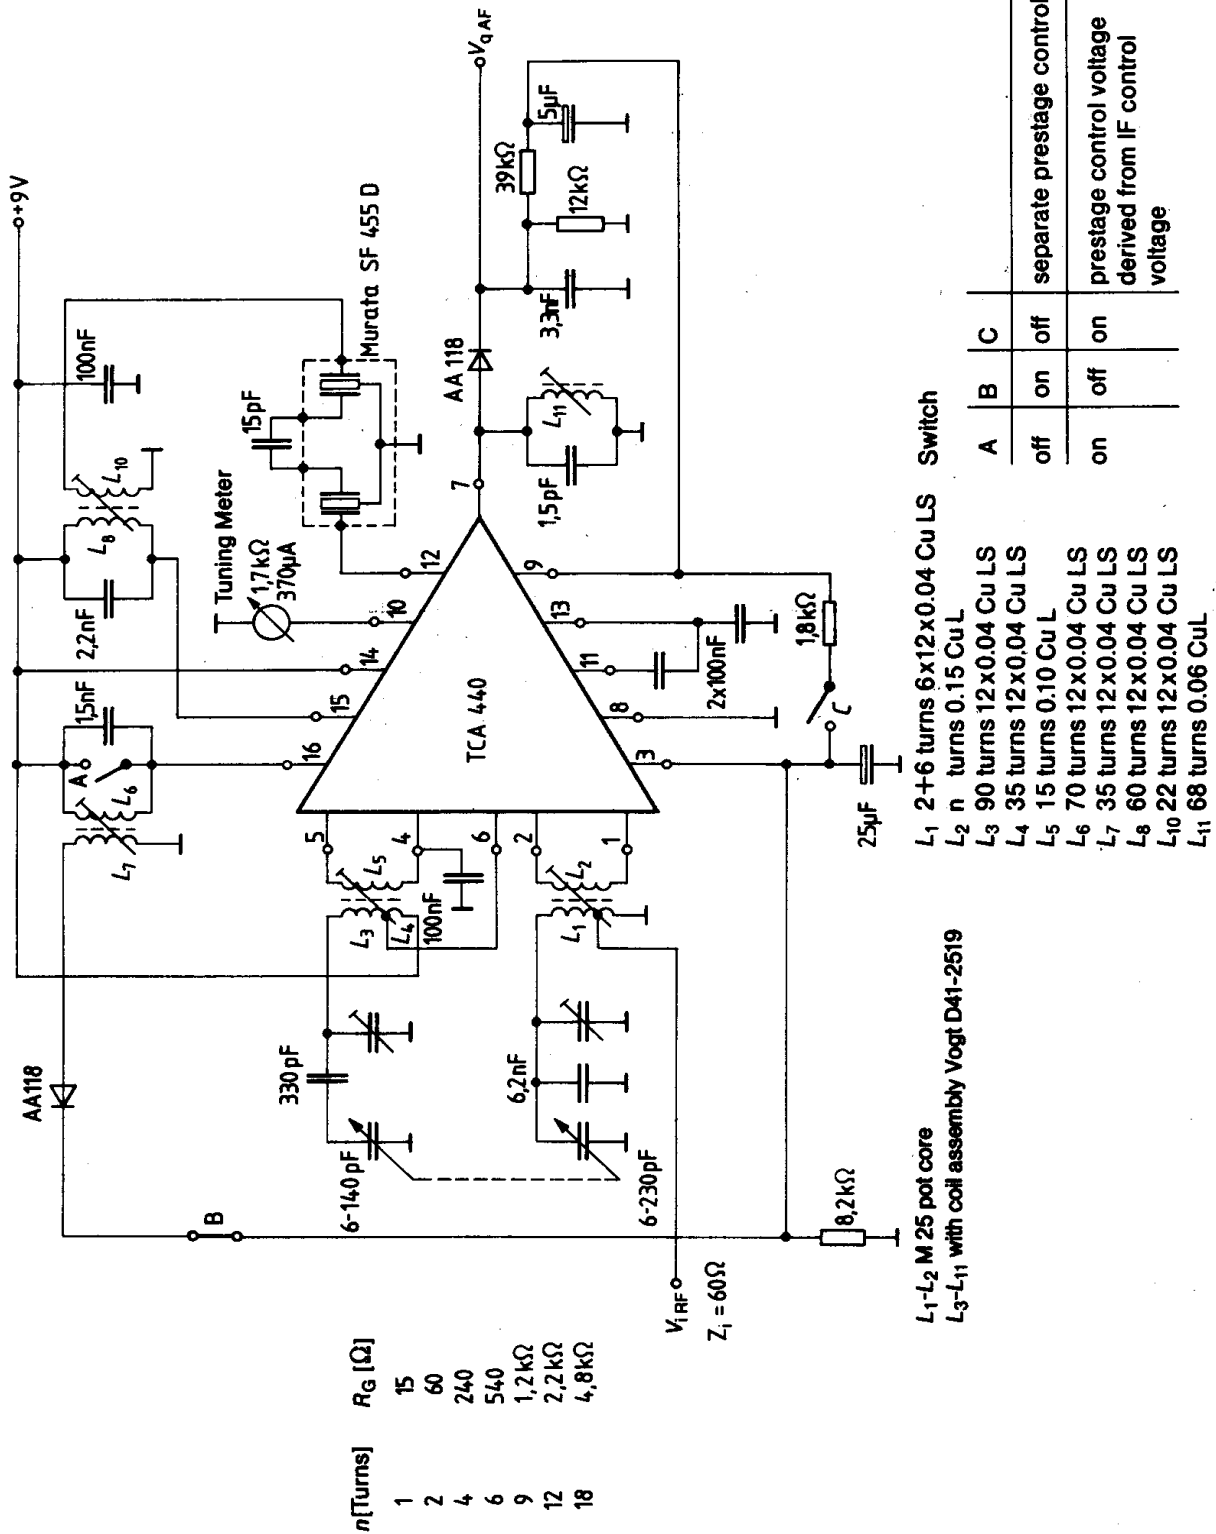 +9V
AA118
B
L7
L6
A
1,5nF
2,2nF
L8
L10
100nF
Tuning Meter
1,7kΩ
370µA
15pF
Murata SF 455 D
330pF
6-140pF
L3
L4
L5
100nF
5
4
6
2
1
16
15
14
10
12
TCA 440
7
3
8
11
13
9
AA 118
VqAF
39kΩ
5µF
12kΩ
3,3nF
L11
1,5pF
6,2nF
6-230pF
L1
L2
2x100nF
1,8kΩ
C
25µF
8,2kΩ
ViRF
Zi = 60Ω
n[Turns] RG [Ω]
1 15
2 60
4 240
6 540
9 1,2kΩ
12 2,2kΩ
18 4,8kΩ
L1-L2 M 25 pot core
L3-L11 with coil assembly Vogt D41-2519
L1 2+6 turns 6x12x0.04 Cu LS
L2 n turns 0.15 Cu L
L3 90 turns 12x0.04 Cu LS
L4 35 turns 12x0,04 Cu LS
L5 15 turns 0.10 Cu L
L6 70 turns 12x0.04 Cu LS
L7 35 turns 12x0.04 Cu LS
L8 60 turns 12x0.04 Cu LS
L10 22 turns 12x0.04 Cu LS
L11 68 turns 0.06 CuL
Switch
A B C
off on off separate prestage control
on off on prestage control voltage
derived from IF control
voltage